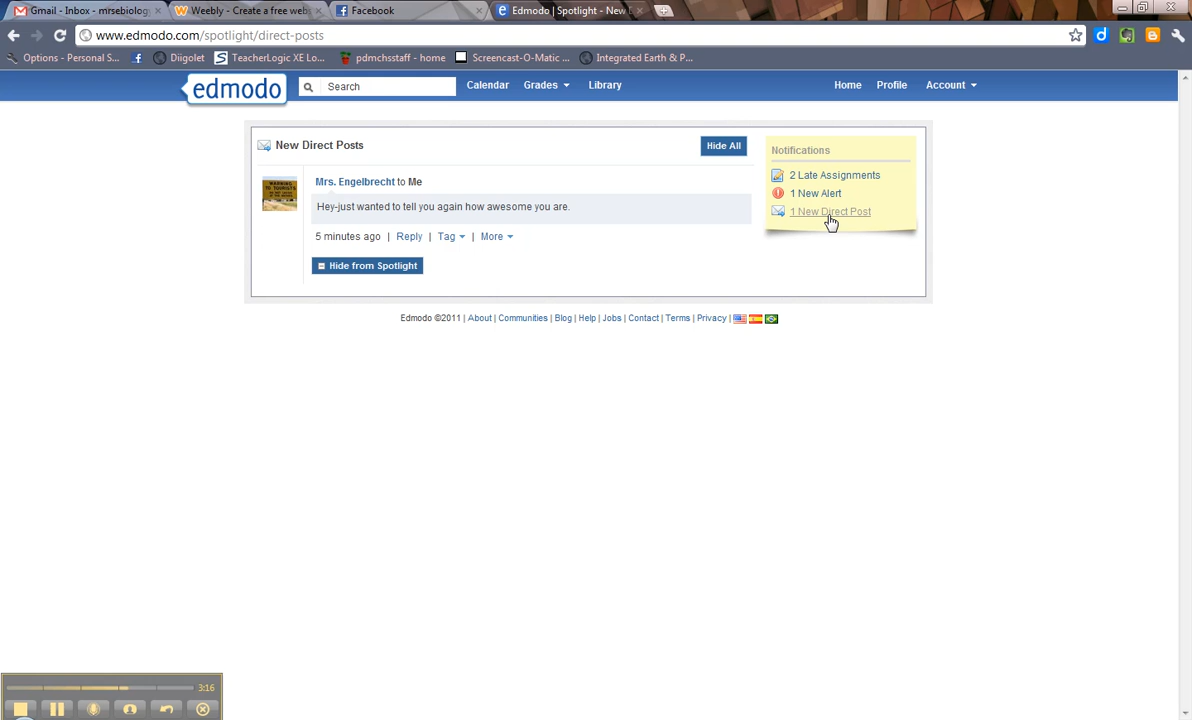 Gmail - Inbox - mrsebiology
Weebly - Create a free web
Facebook
Edmodo | Spotlight - New
www.edmodo.com/spotlight/direct-posts
Options - Personal S...
Diigolet
TeacherLogic XE Lo...
pdmchsstaff - home
Screencast-O-Matic ...
Integrated Earth & P...
edmodo
Search
Calendar
Grades
Library
Home
Profile
Account
New Direct Posts
Hide All
Mrs. Engelbrecht to Me
Hey-just wanted to tell you again how awesome you are.
5 minutes ago | Reply | Tag | More
Hide from Spotlight
Notifications
2 Late Assignments
1 New Alert
1 New Direct Post
Edmodo ©2011 | About | Communities | Blog | Help | Jobs | Contact | Terms | Privacy |
3:16